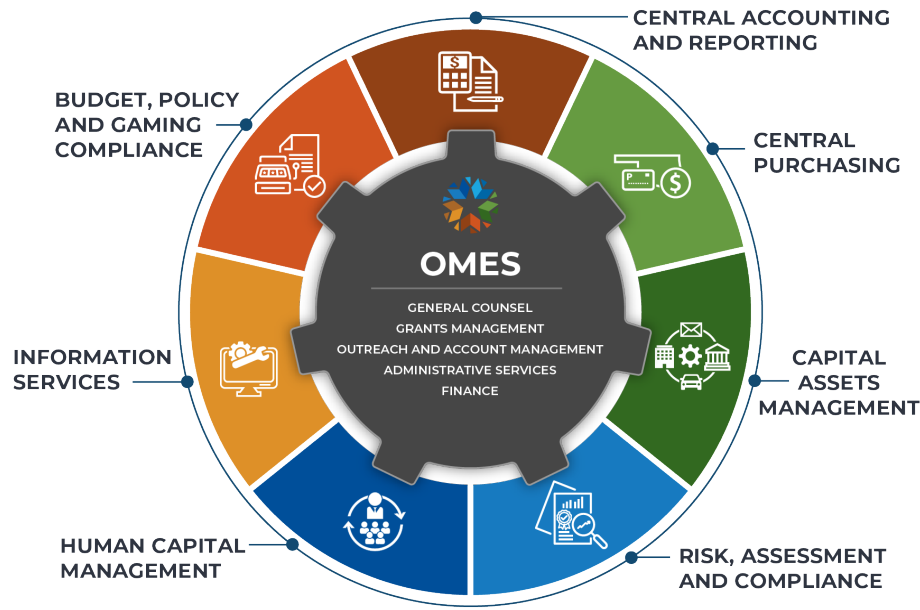 CENTRAL ACCOUNTING
AND REPORTING
BUDGET, POLICY
AND GAMING
COMPLIANCE
$
CENTRAL
PURCHASING
P
$
OMES
GENERAL COUNSEL
GRANTS MANAGEMENT
OUTREACH AND ACCOUNT MANAGEMENT
ADMINISTRATIVE SERVICES
FINANCE
INFORMATION
SERVICES
CAPITAL
ASSETS
MANAGEMENT
HUMAN CAPITAL
MANAGEMENT
RISK, ASSESSMENT
AND COMPLIANCE